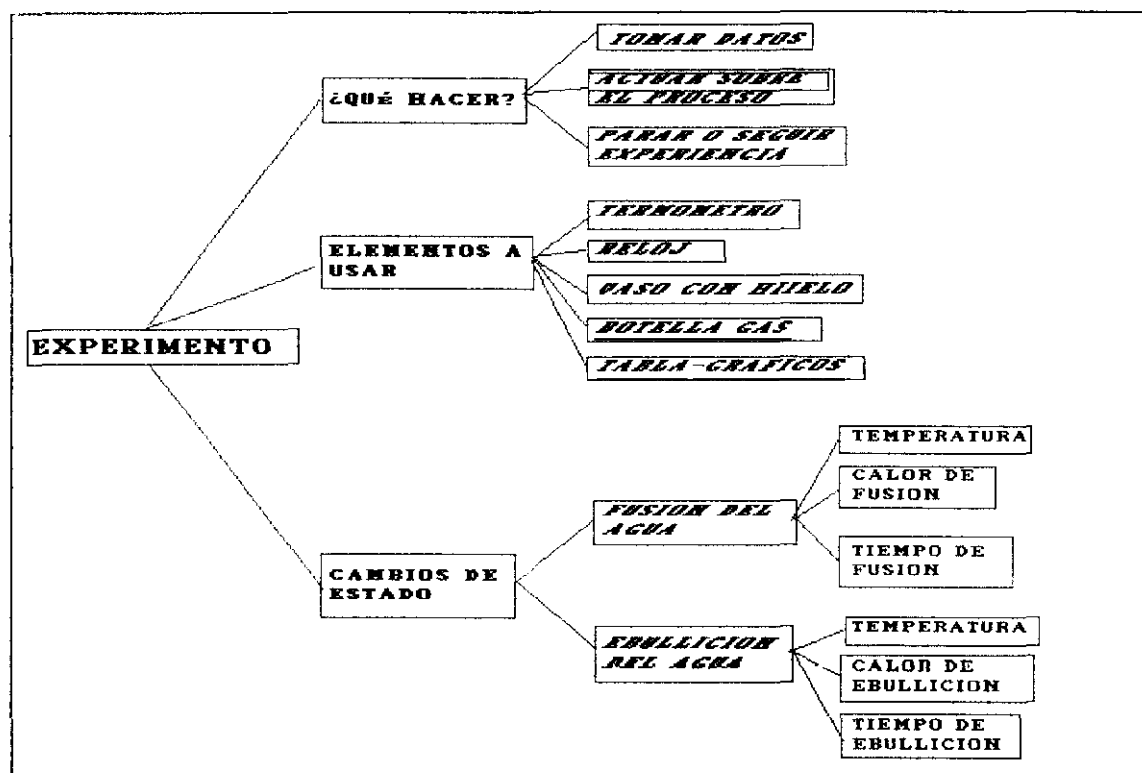 TOMAR DATOS
¿QUÉ HACER?
ACTUAR SOBRE
EL PROCESO
PARAR O SEGUIR
EXPERIENCIA
TERMOMETRO
ELEMENTOS A
USAR
RELOJ
VASO CON HIELO
BOTELLA GAS
TABLA-GRAFICOS
EXPERIMENTO
TEMPERATURA
CALOR DE
FUSION
FUSION DEL
AGUA
TIEMPO DE
FUSION
CAMBIOS DE
ESTADO
TEMPERATURA
EBULLICION
DEL AGUA
CALOR DE
EBULLICION
TIEMPO DE
EBULLICION